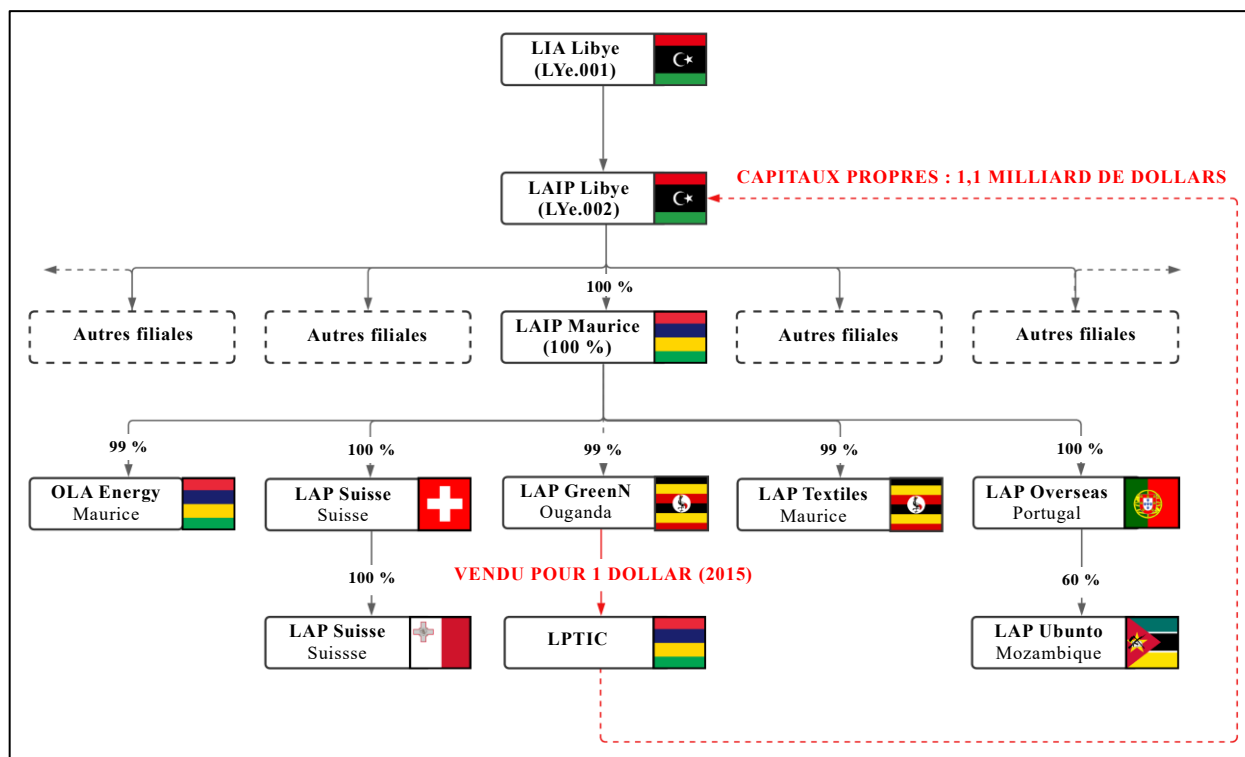 LIA Libye
(LYe.001)
LAIP Libye
(LYe.002)
CAPITAUX PROPRES : 1,1 MILLIARD DE DOLLARS
100 %
Autres filiales
Autres filiales
LAIP Maurice
(100 %)
Autres filiales
Autres filiales
99 %
100 %
99 %
99 %
100 %
OLA Energy
Maurice
LAP Suisse
Suisse
LAP GreenN
Ouganda
LAP Textiles
Maurice
LAP Overseas
Portugal
100 %
VENDU POUR 1 DOLLAR (2015)
60 %
LAP Suisse
Suissse
LPTIC
LAP Ubunto
Mozambique